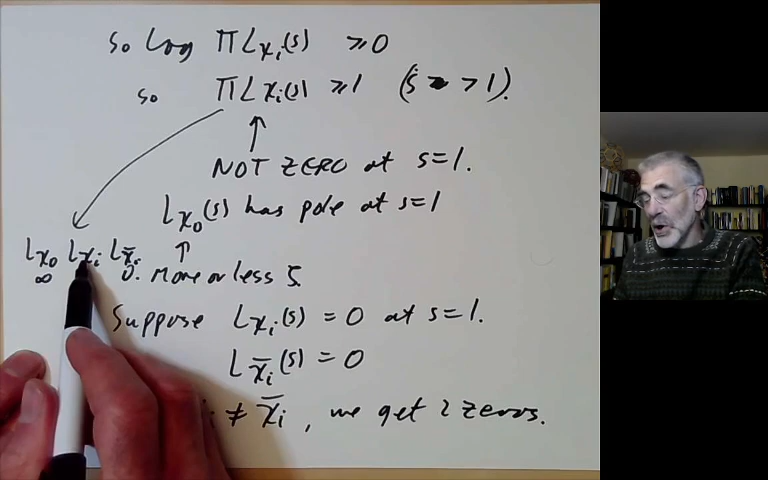 so log ΠLχᵢ(s) ≥0
so ΠLχᵢ(s) ≥1 (s > 1).
NOT ZERO at s=1.
Lχ₀(s) has pole at s=1
Lχ₀ Lχᵢ Lχ̄ᵢ
∞ 0. More or less ζ.
Suppose Lχᵢ(s) = 0 at s=1.
Lχ̄ᵢ(s) = 0
≠ χ̄ᵢ, we get 2 zeros.